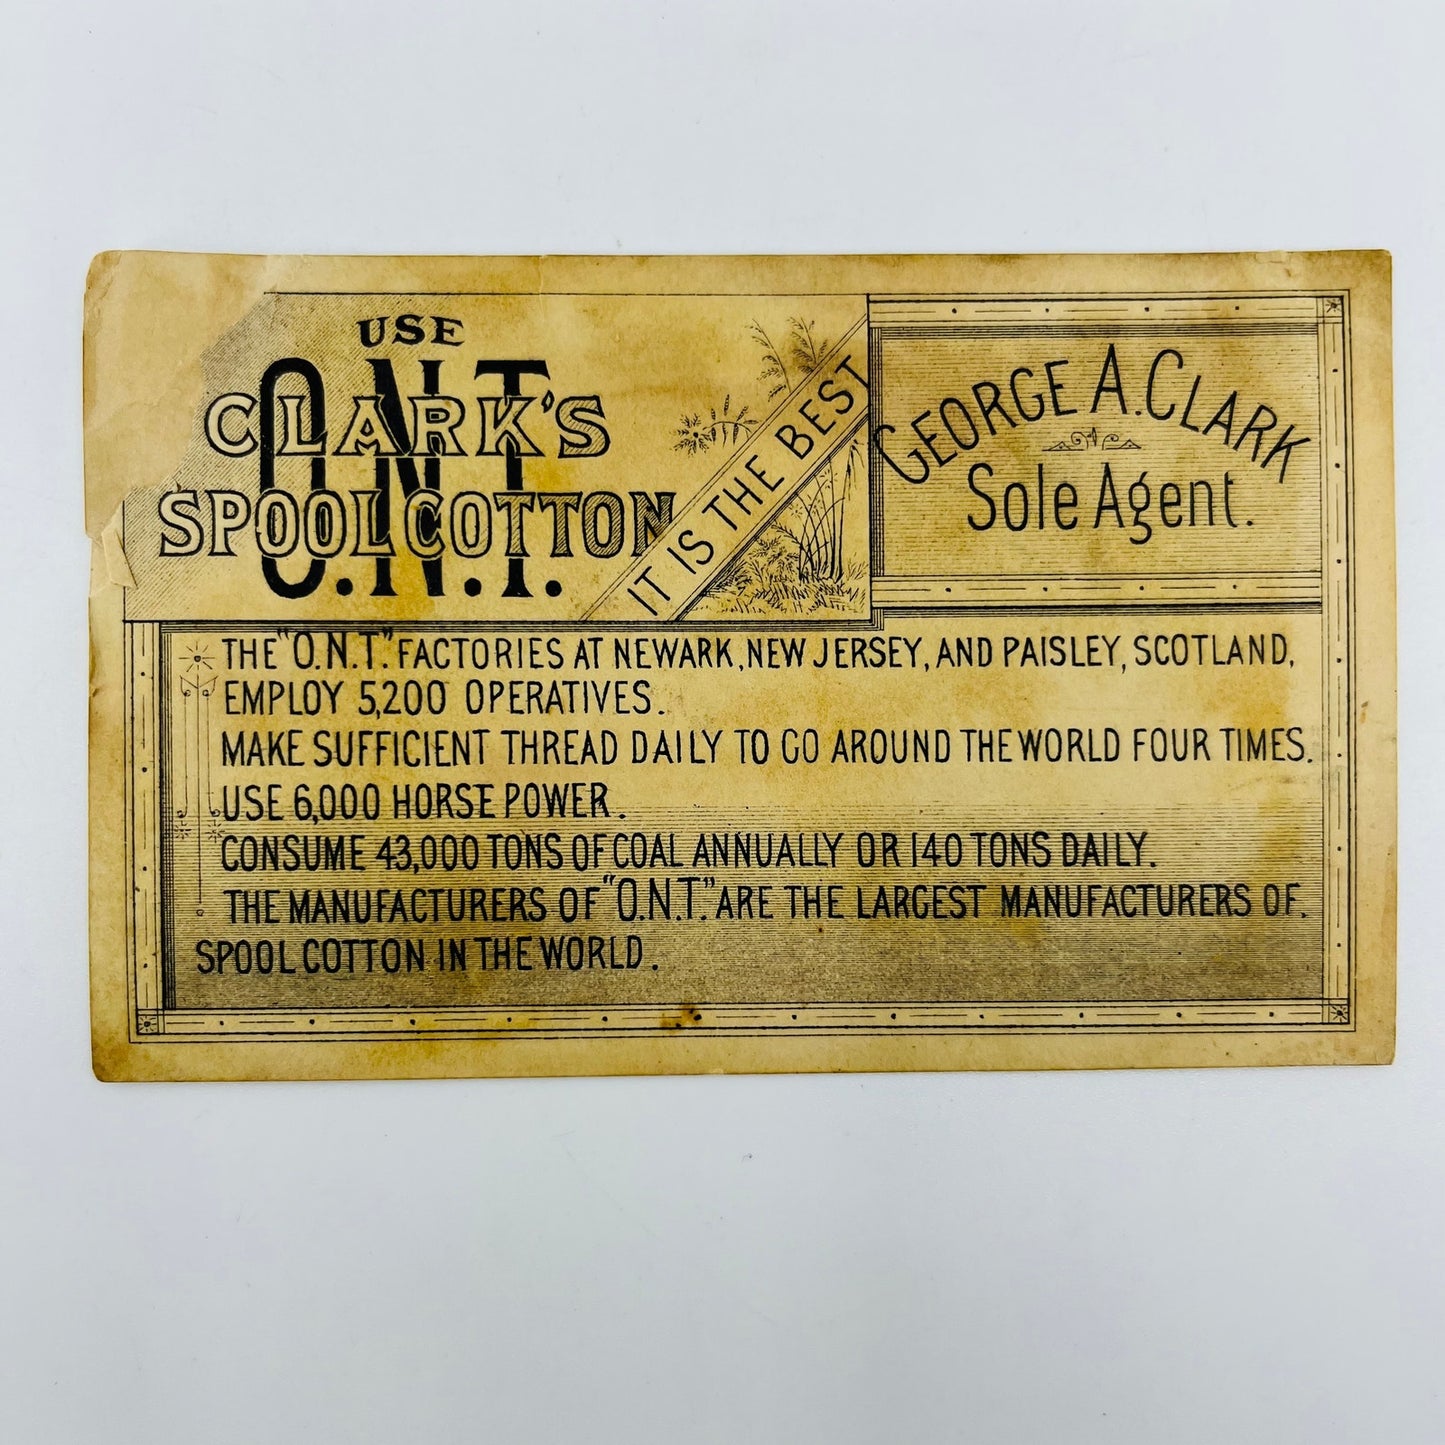 USE
CLARK'S
O.N.T.
SPOOL COTTON
IT IS THE BEST
GEORGE A. CLARK
Sole Agent.
THE "O.N.T." FACTORIES AT NEWARK, NEW JERSEY, AND PAISLEY, SCOTLAND,
EMPLOY 5,200 OPERATIVES.
MAKE SUFFICIENT THREAD DAILY TO GO AROUND THE WORLD FOUR TIMES.
USE 6,000 HORSE POWER.
CONSUME 43,000 TONS OF COAL ANNUALLY OR 140 TONS DAILY.
THE MANUFACTURERS OF "O.N.T." ARE THE LARGEST MANUFACTURERS OF.
SPOOL COTTON IN THE WORLD.